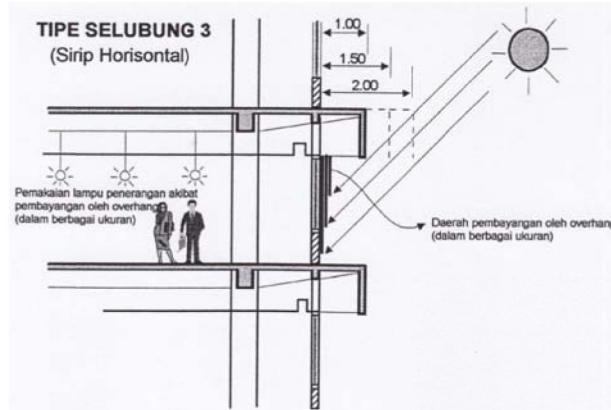 TIPE SELUBUNG 3
(Sirip Horisontal)
1.00
1.50
2.00
Pemakaian lampu penerangan akibat
pembayangan oleh overhang
(dalam berbagai ukuran)
Daerah pembayangan oleh overhang
(dalam berbagai ukuran)